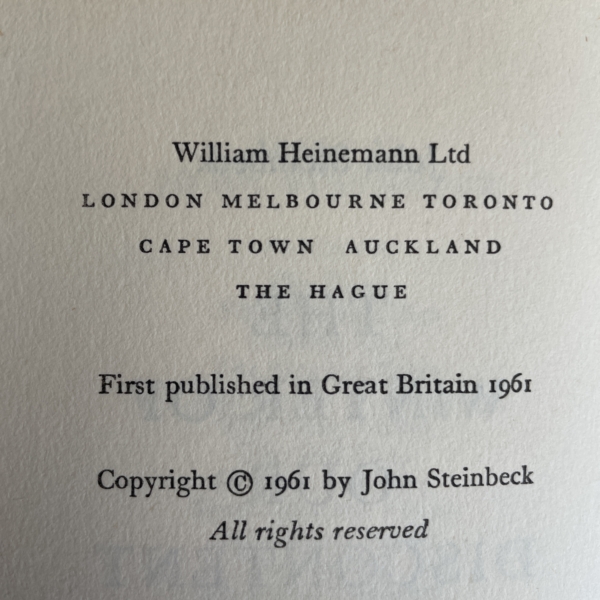 William Heinemann Ltd
LONDON MELBOURNE TORONTO
CAPE TOWN AUCKLAND
THE HAGUE
First published in Great Britain 1961
Copyright © 1961 by John Steinbeck
All rights reserved